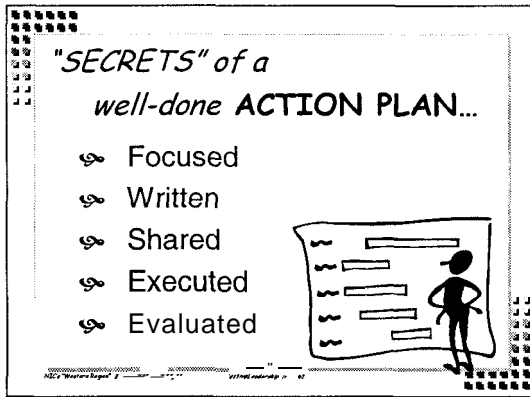 "SECRETS" of a
well-done ACTION PLAN...
Focused
Written
Shared
Executed
Evaluated